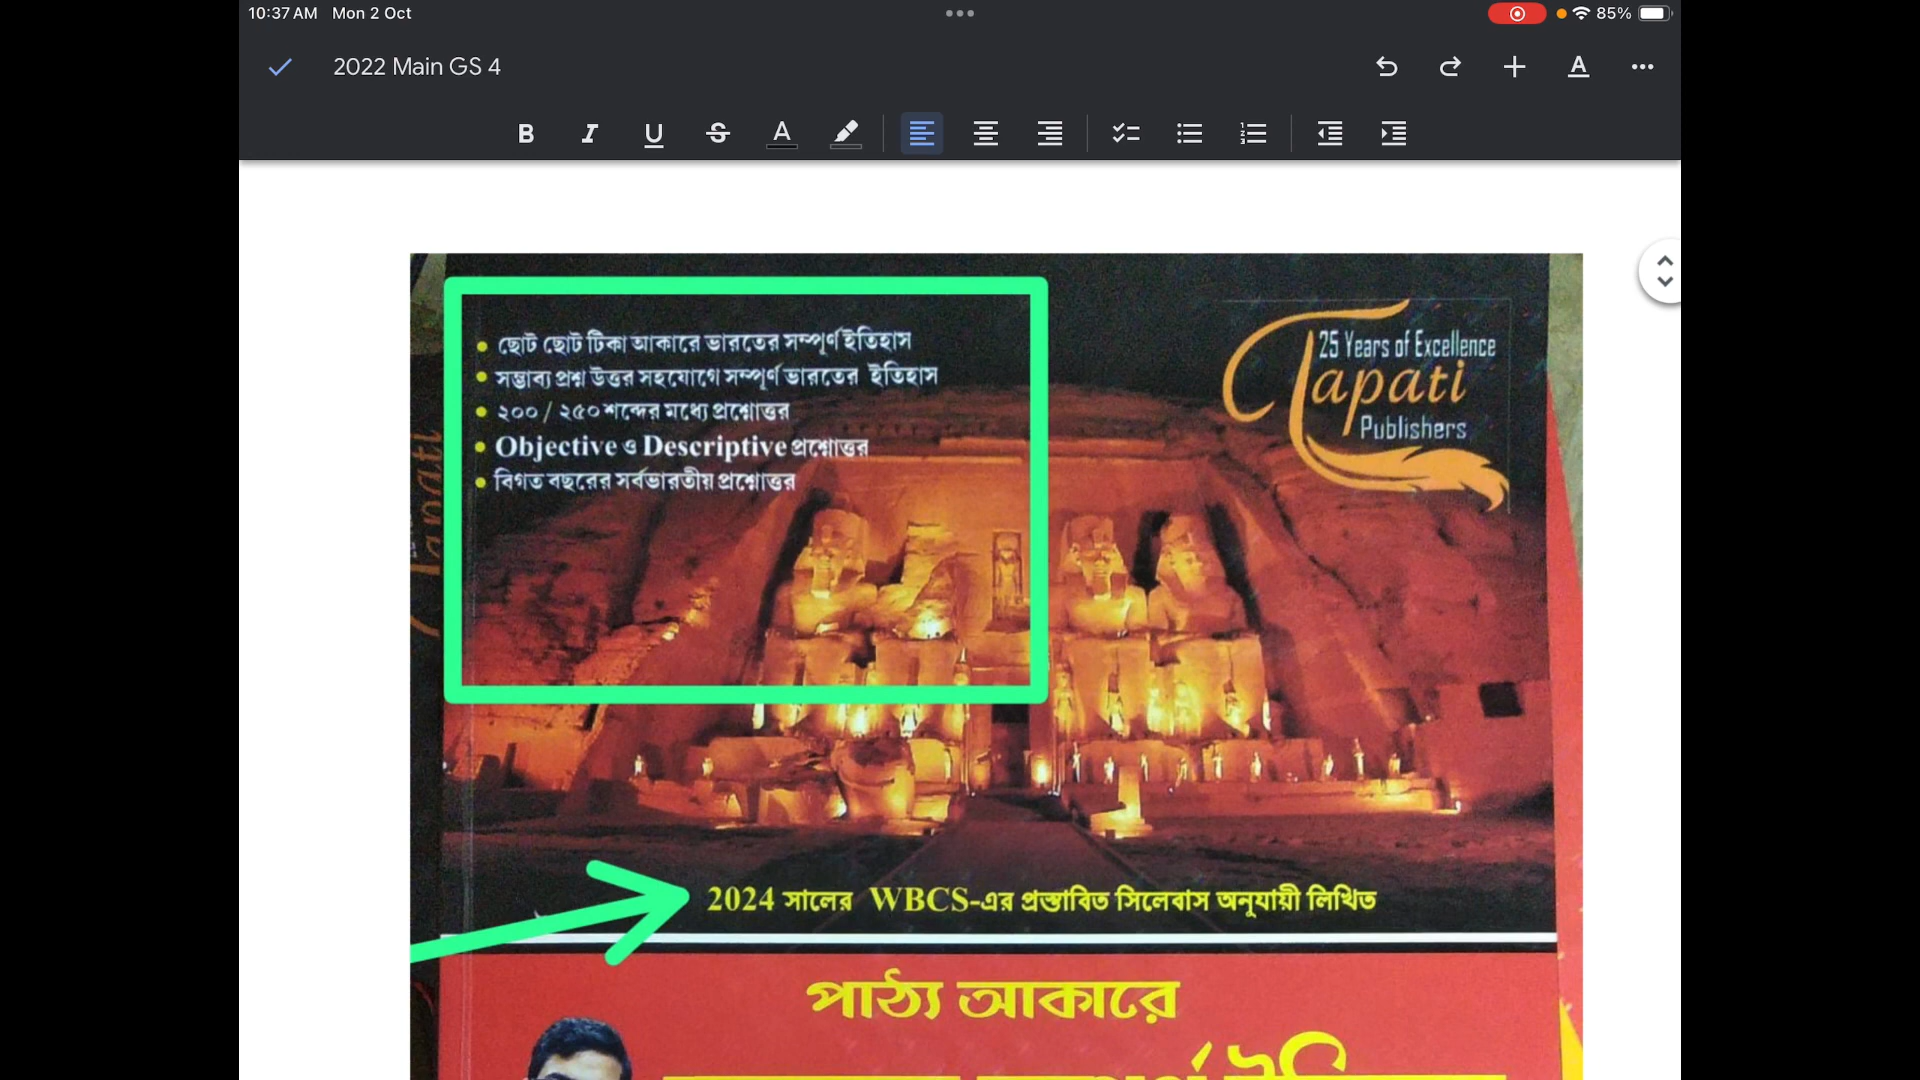 10:37 AM Mon 2 Oct
85%
2022 Main GS 4
ছোট ছোট টিকা আকারে ভারতের সম্পূর্ণ ইতিহাস
সম্ভাব্য প্রশ্ন উত্তর সহযোগে সম্পূর্ণ ভারতের ইতিহাস
২০০ / ২৫০ শব্দের মধ্যে প্রশ্নোত্তর
Objective ও Descriptive প্রশ্নোত্তর
বিগত বছরের সর্বভারতীয় প্রশ্নোত্তর
25 Years of Excellence
Tapati
Publishers
Tapati
2024 সালের WBCS-এর প্রস্তাবিত সিলেবাস অনুযায়ী লিখিত
পাঠ্য আকারে